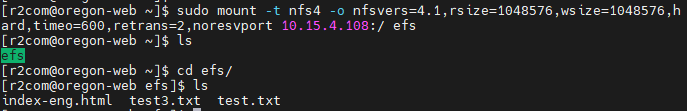 [r2com@oregon-web ~]$ sudo mount -t nfs4 -o nfsvers=4.1,rsize=1048576,wsize=1048576,h
ard,timeo=600,retrans=2,noresvport 10.15.4.108:/ efs
[r2com@oregon-web ~]$ ls
efs
[r2com@oregon-web ~]$ cd efs/
[r2com@oregon-web efs]$ ls
index-eng.html  test3.txt  test.txt